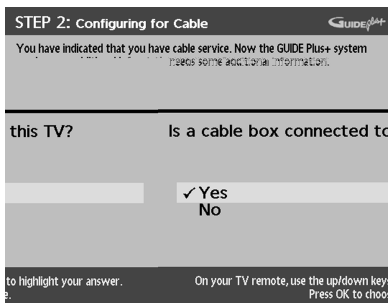 STEP 2: Configuring for Cable GUIDE Plus+
You have indicated that you have cable service. Now the GUIDE Plus+ system
needs some additional information.
this TV? Is a cable box connected to
✓ Yes
No
to highlight your answer. On your TV remote, use the up/down key
Press OK to choo